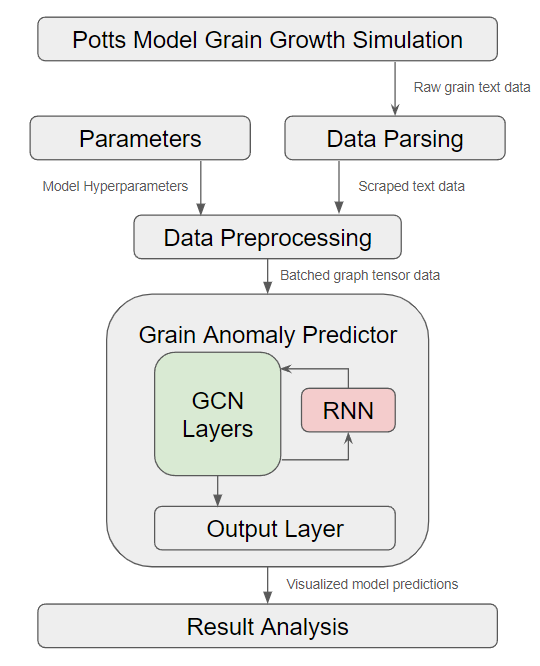 Potts Model Grain Growth Simulation
Raw grain text data
Parameters
Data Parsing
Model Hyperparameters
Scraped text data
Data Preprocessing
Batched graph tensor data
Grain Anomaly Predictor
GCN
Layers
RNN
Output Layer
Visualized model predictions
Result Analysis